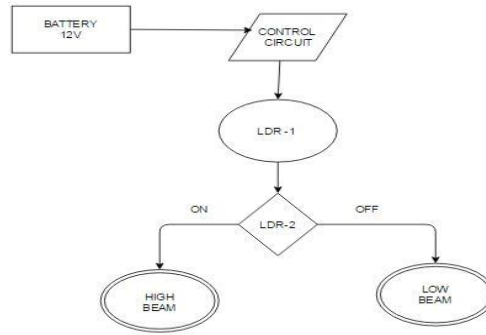 BATTERY
12V
CONTROL
CIRCUIT
LDR-1
ON
OFF
LDR-2
HIGH
BEAM
LOW
BEAM